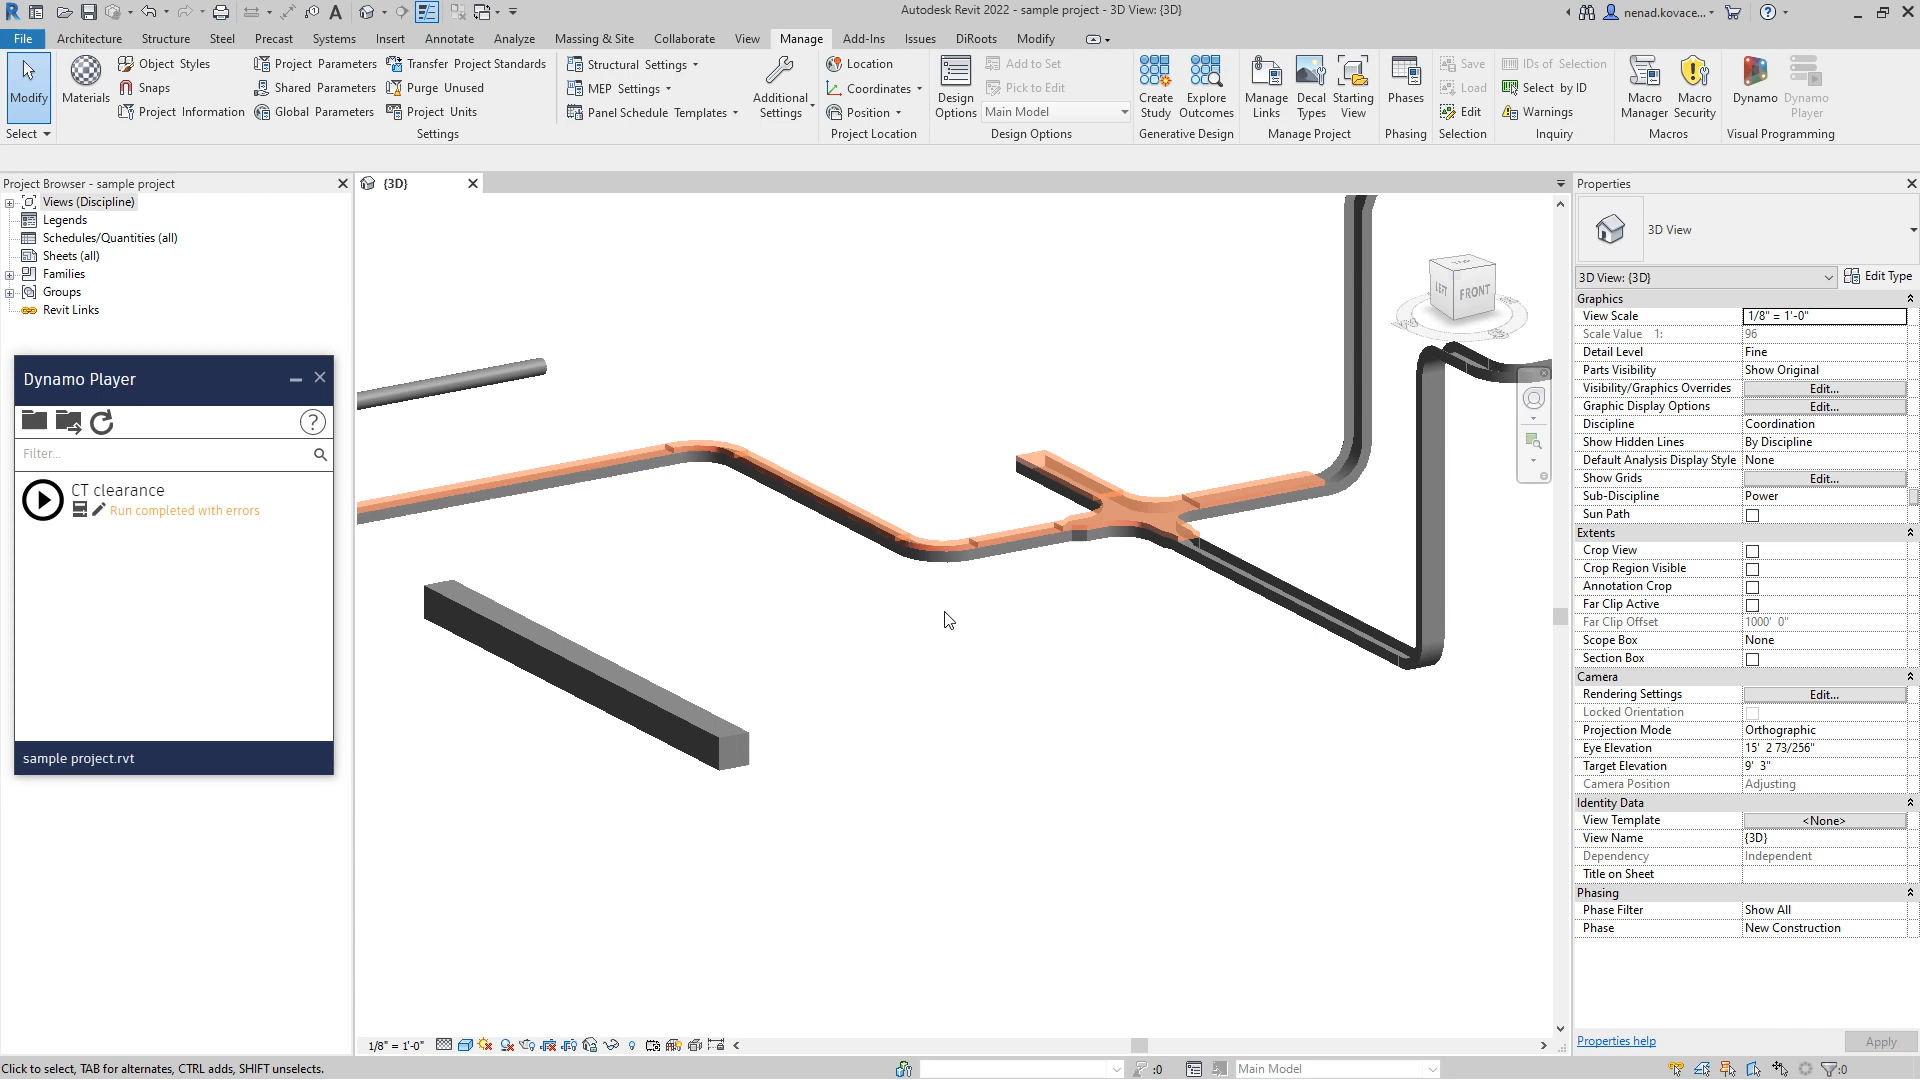 Autodesk Revit 2022 - sample project - 3D View: {3D}
nenad.kovace...
File Architecture Structure Steel Precast Systems Insert Annotate Analyze Massing & Site Collaborate View Manage Add-Ins Issues DiRoots Modify
Modify
Select
Materials
Object Styles
Snaps
Project Information
Project Parameters
Shared Parameters
Global Parameters
Transfer Project Standards
Purge Unused
Project Units
Settings
Structural Settings
MEP Settings
Panel Schedule Templates
Additional
Settings
Location
Coordinates
Position
Project Location
Design
Options
Add to Set
Pick to Edit
Main Model
Design Options
Create
Study
Explore
Outcomes
Generative Design
Manage
Links
Decal
Types
Starting
View
Manage Project
Phases
Phasing
Save
Load
Edit
Selection
IDs of Selection
Select by ID
Warnings
Inquiry
Macro
Manager
Macro
Security
Macros
Dynamo
Dynamo
Player
Visual Programming
Project Browser - sample project
Views (Discipline)
Legends
Schedules/Quantities (all)
Sheets (all)
Families
Groups
Revit Links
Dynamo Player
Filter...
CT clearance
Run completed with errors
sample project.rvt
{3D}
TOP
LEFT
FRONT
1/8" = 1'-0"
Properties
3D View
3D View: {3D}
Edit Type
Graphics
View Scale 1/8" = 1'-0"
Scale Value 1: 96
Detail Level Fine
Parts Visibility Show Original
Visibility/Graphics Overrides Edit...
Graphic Display Options Edit...
Discipline Coordination
Show Hidden Lines By Discipline
Default Analysis Display Style None
Show Grids Edit...
Sub-Discipline Power
Sun Path
Extents
Crop View
Crop Region Visible
Annotation Crop
Far Clip Active
Far Clip Offset 1000' 0"
Scope Box None
Section Box
Camera
Rendering Settings Edit...
Locked Orientation
Projection Mode Orthographic
Eye Elevation 15' 2 73/256"
Target Elevation 9' 3"
Camera Position Adjusting
Identity Data
View Template <None>
View Name {3D}
Dependency Independent
Title on Sheet
Phasing
Phase Filter Show All
Phase New Construction
Properties help
Apply
Click to select, TAB for alternates, CTRL adds, SHIFT unselects.
:0
Main Model
:0